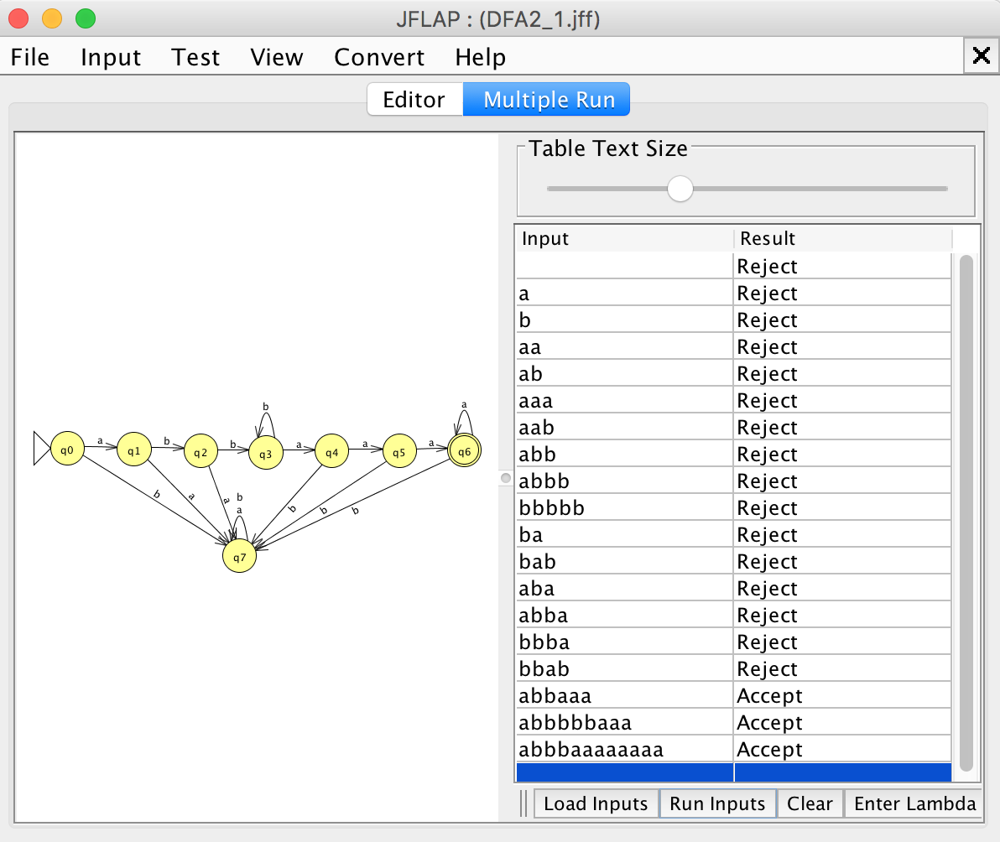 JFLAP : (DFA2_1.jff)
File Input Test View Convert Help
Editor Multiple Run
Table Text Size
Input Result
Reject
a Reject
b Reject
aa Reject
ab Reject
aaa Reject
aab Reject
abb Reject
abbb Reject
bbbbb Reject
ba Reject
bab Reject
aba Reject
abba Reject
bbba Reject
bbab Reject
abbaaa Accept
abbbbbaaa Accept
abbbaaaaaaaa Accept
Load Inputs Run Inputs Clear Enter Lambda
b a
a b b a a a
q0 q1 q2 q3 q4 q5 q6
b a a b b b b
a
q7